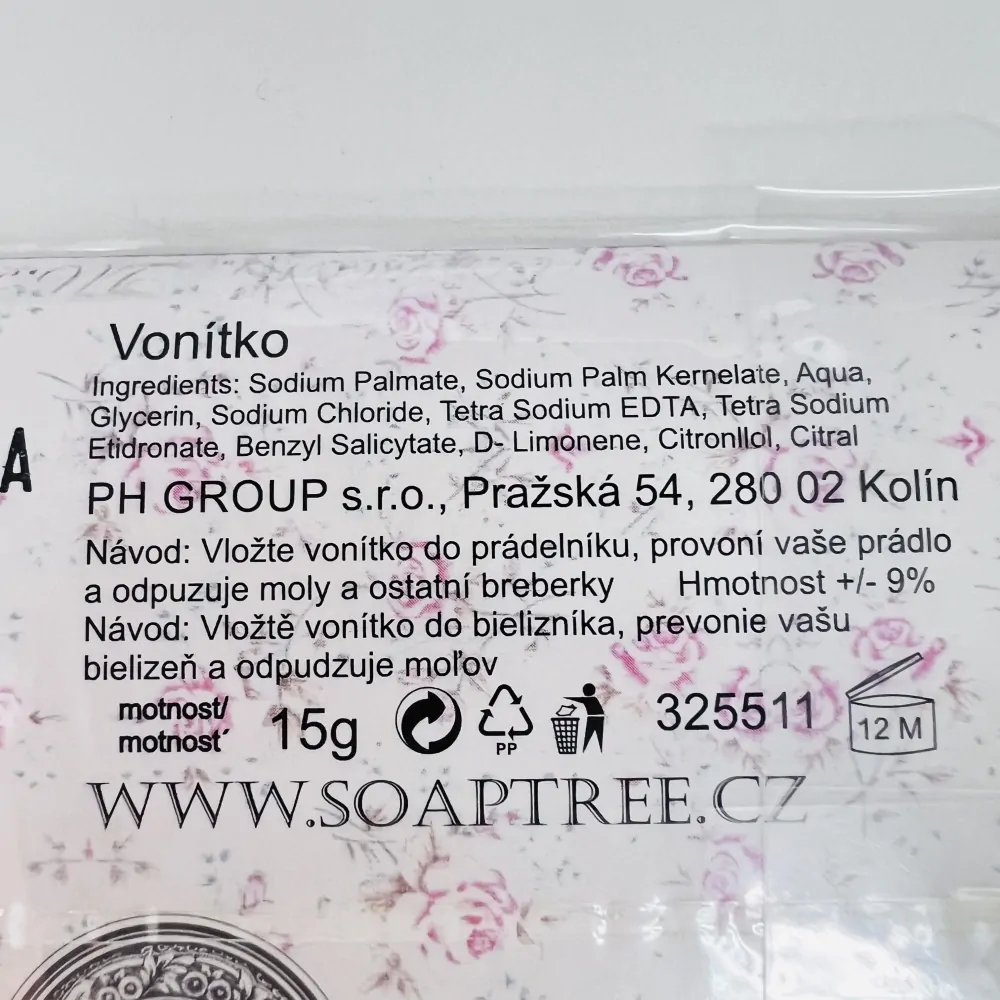 Vonítko
Ingredients: Sodium Palmate, Sodium Palm Kernelate, Aqua,
Glycerin, Sodium Chloride, Tetra Sodium EDTA, Tetra Sodium
Etidronate, Benzyl Salicytate, D- Limonene, Citronllol, Citral
A
PH GROUP s.r.o., Pražská 54, 280 02 Kolín
Návod: Vložte vonítko do prádelníku, provoní vaše prádlo
a odpuzuje moly a ostatní breberky Hmotnost +/- 9%
Návod: Vložtě vonítko do bielizníka, prevonie vašu
bielizeň a odpudzuje moľov
motnost/
motnost´
15g
PP
325511
12 M
WWW.SOAPTREE.CZ